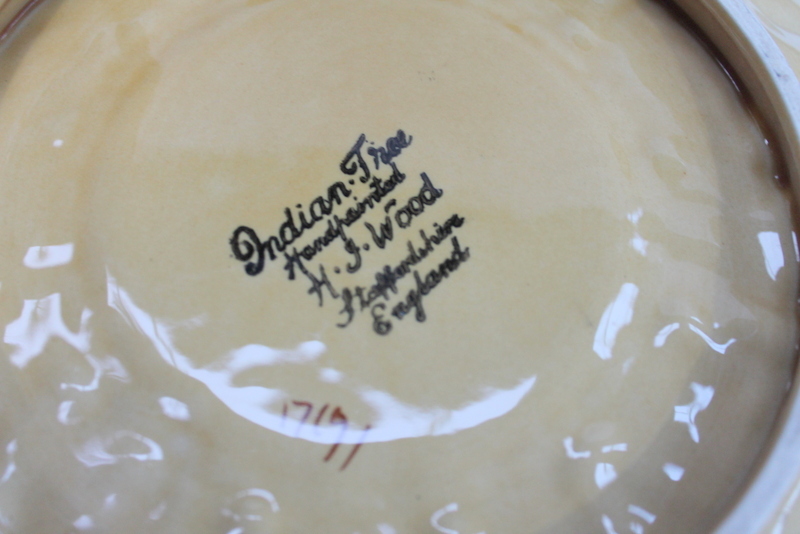 Indian Tree
Handpainted
H. J. Wood
Staffordshire
England